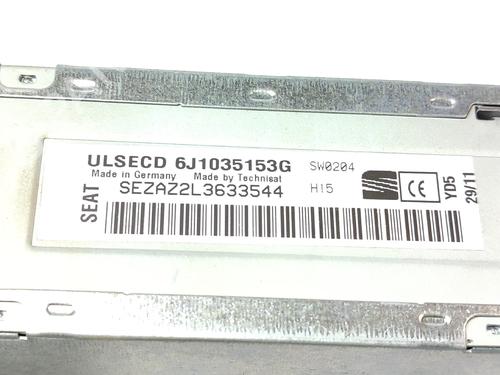 ULSECD 6J1035153G
SW0204
Made in Germany Made by Technisat
SEZAZ2L3633544
H15
SEAT
CE
YD5
29/11